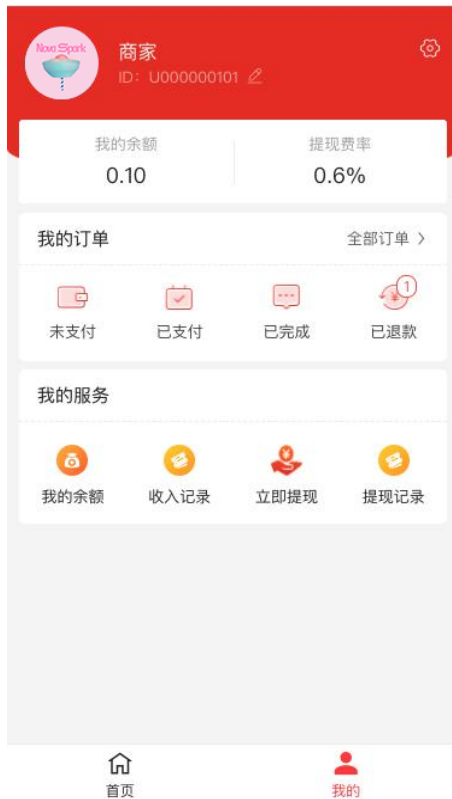 Nova Spark
商家
ID: U000000101
我的余额 提现费率
0.10 0.6%
我的订单 全部订单
1
未支付 已支付 已完成 已退款
我的服务
我的余额 收入记录 立即提现 提现记录
首页 我的